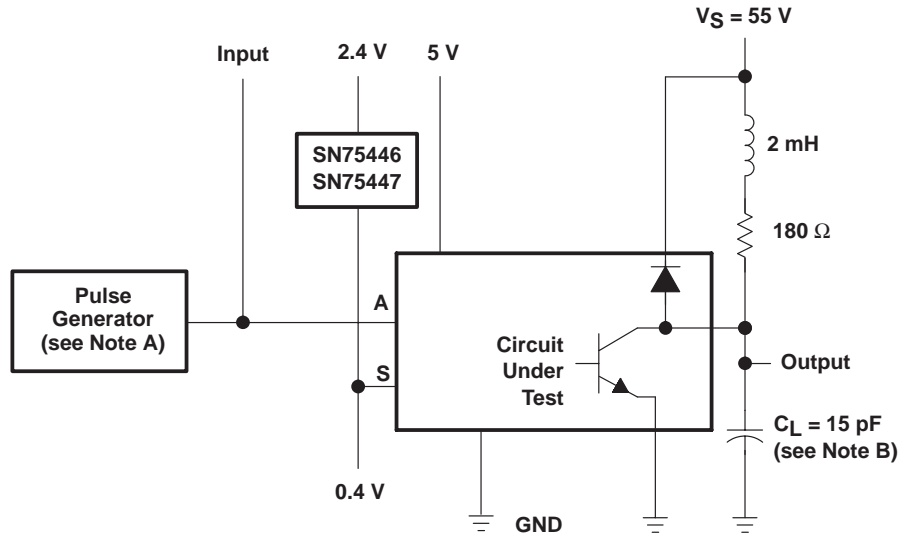 VS = 55 V
Input
2.4 V
5 V
SN75446
SN75447
2 mH
180 Ω
Pulse
Generator
(see Note A)
A
S
Circuit
Under
Test
Output
CL = 15 pF
(see Note B)
0.4 V
GND